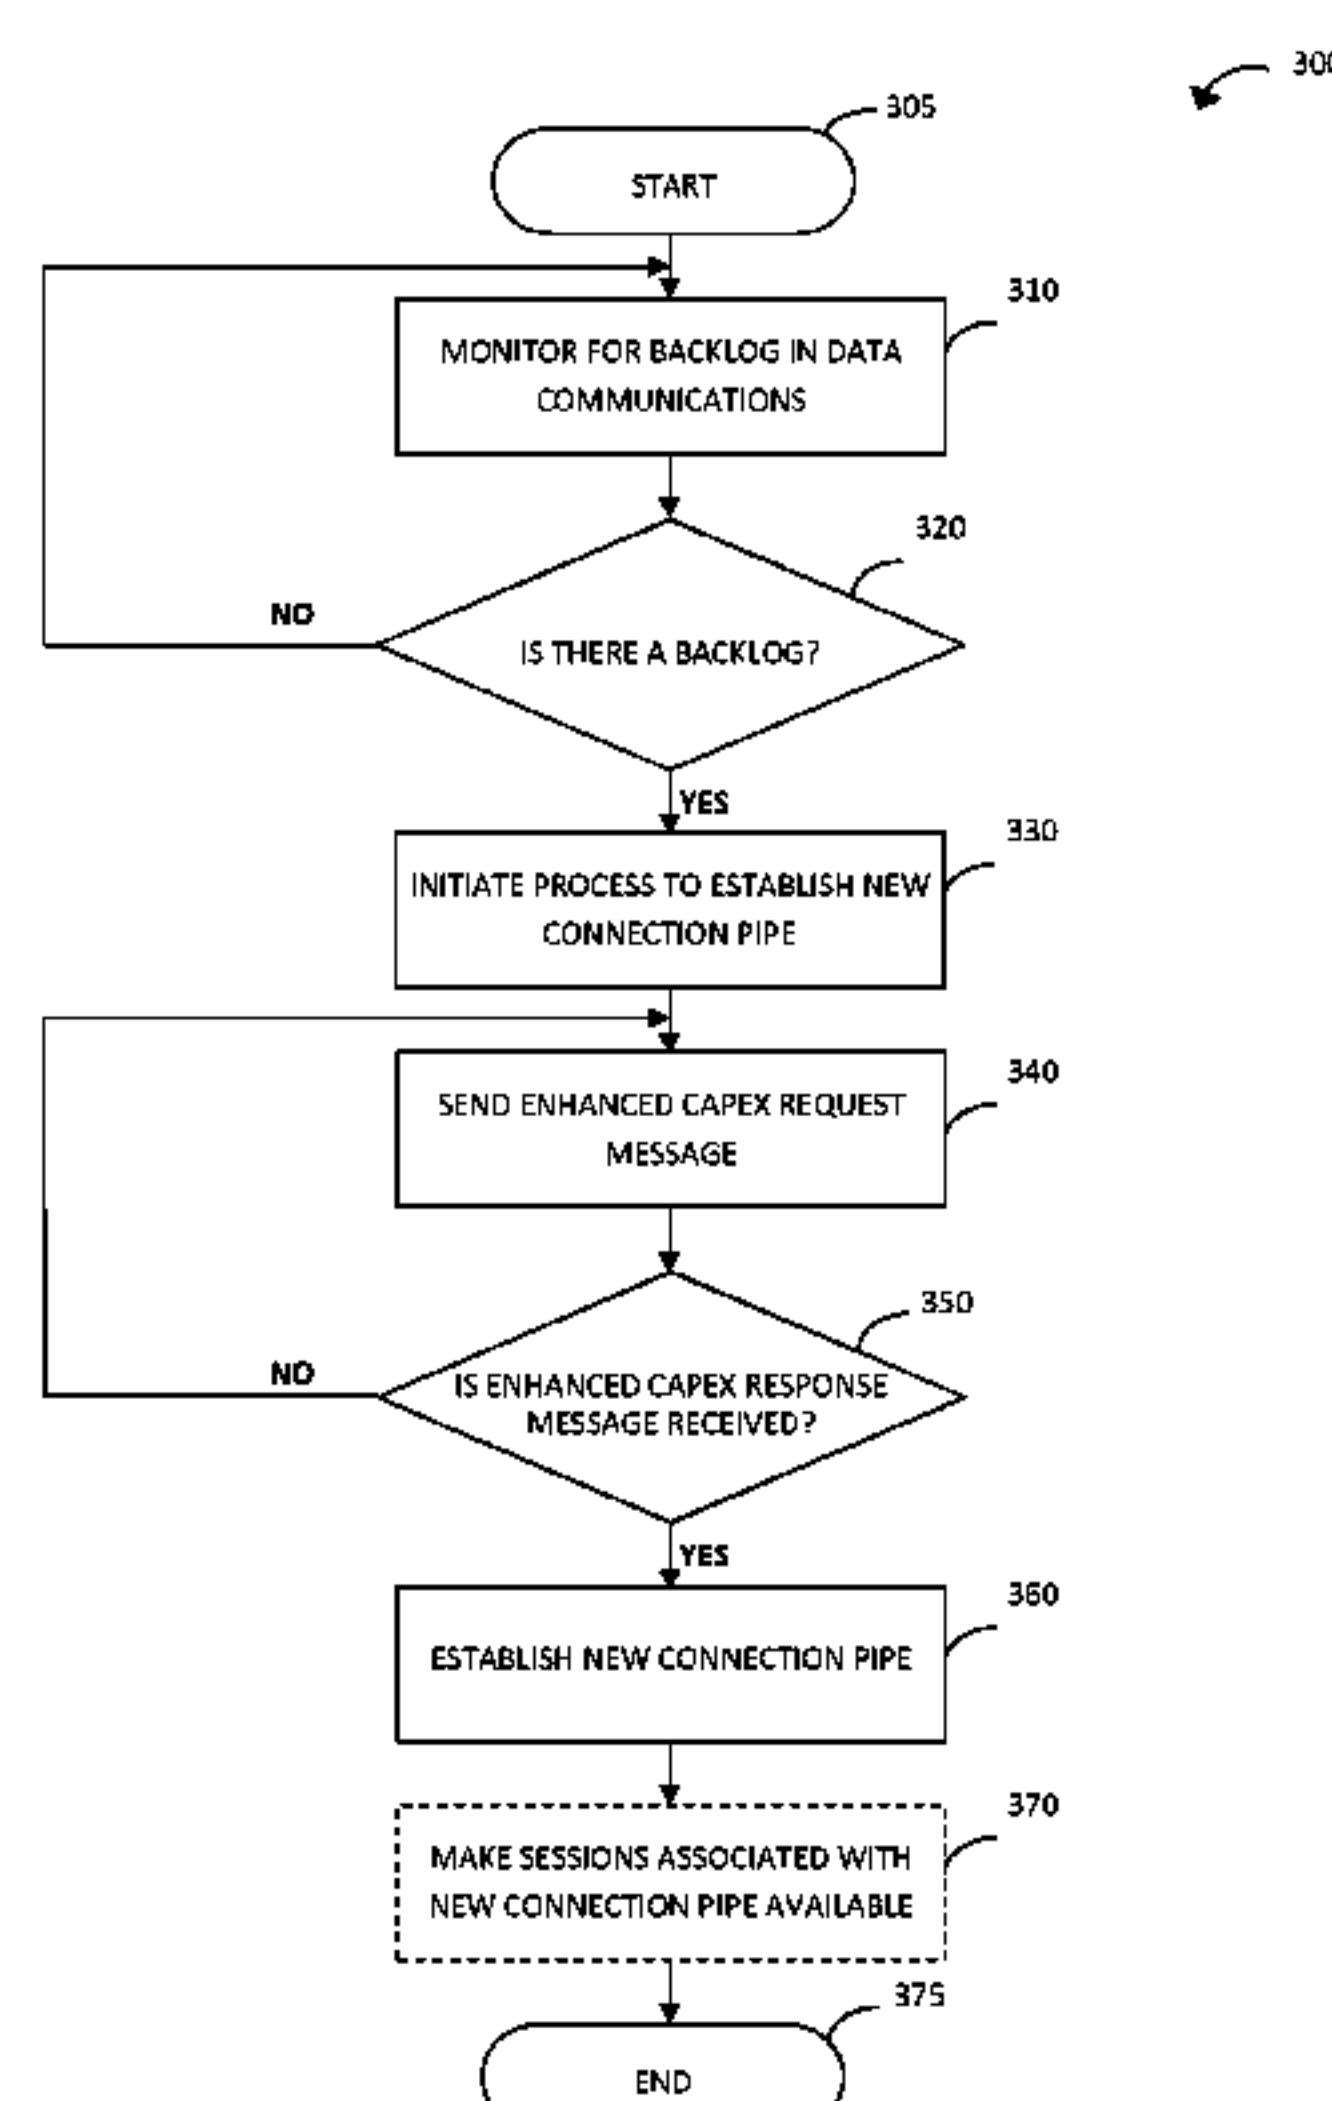 300
305
START
310
MONITOR FOR BACKLOG IN DATA
COMMUNICATIONS
320
NO
IS THERE A BACKLOG?
YES
330
INITIATE PROCESS TO ESTABLISH NEW
CONNECTION PIPE
340
SEND ENHANCED CAPEX REQUEST
MESSAGE
350
NO
IS ENHANCED CAPEX RESPONSE
MESSAGE RECEIVED?
YES
360
ESTABLISH NEW CONNECTION PIPE
370
MAKE SESSIONS ASSOCIATED WITH
NEW CONNECTION PIPE AVAILABLE
375
END